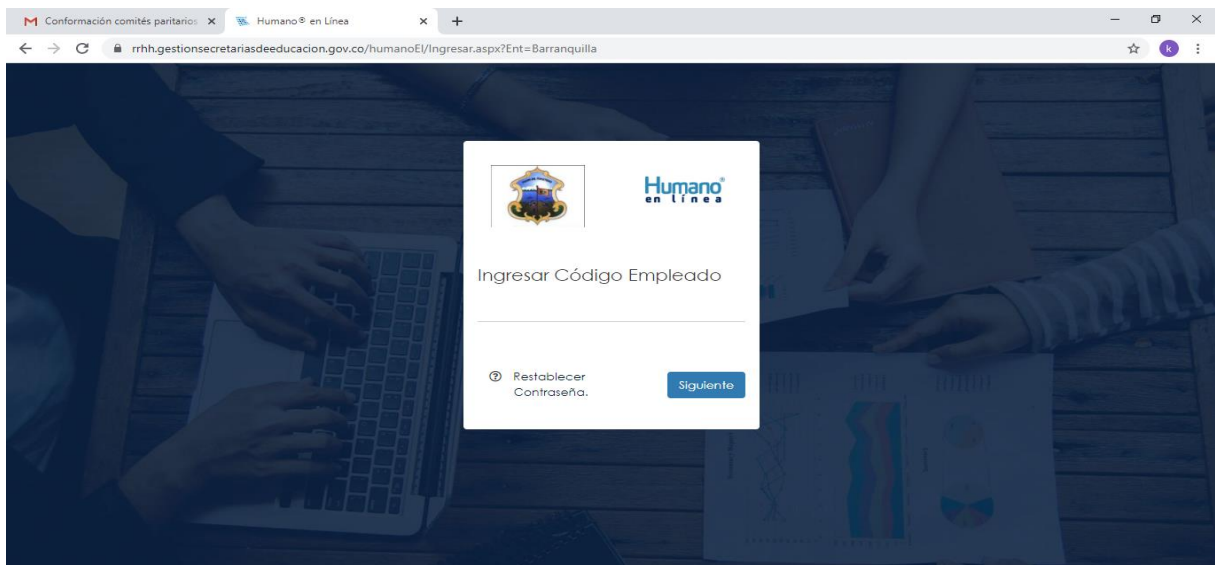 Conformación comités paritarios
Humano® en Línea
rrhh.gestionsecretariasdeeducacion.gov.co/humanoEl/Ingresar.aspx?Ent=Barranquilla
k
Humano®
en línea
Ingresar Código Empleado
Restablecer
Contraseña.
Siguiente